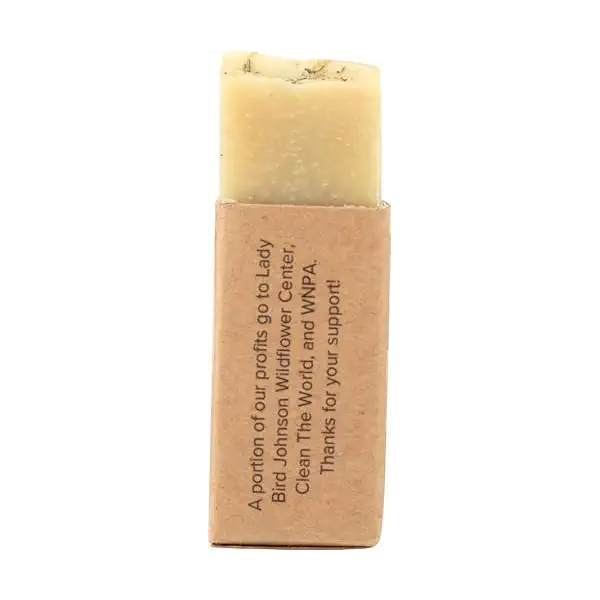 A portion of our profits go to Lady
Bird Johnson Wildflower Center,
Clean The World, and WNPA.
Thanks for your support!